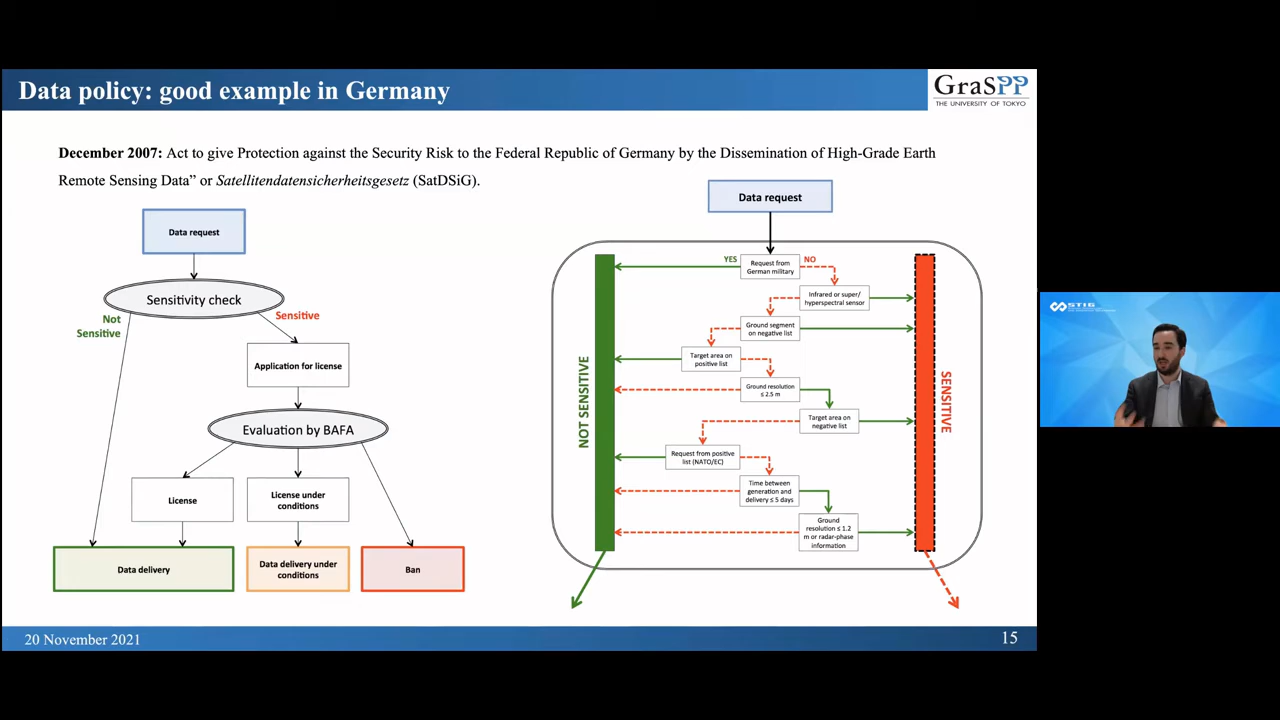 Data policy: good example in Germany
GraSPP
THE UNIVERSITY OF TOKYO
December 2007: Act to give Protection against the Security Risk to the Federal Republic of Germany by the Dissemination of High-Grade Earth
Remote Sensing Data” or Satellitendatensicherheitsgesetz (SatDSiG).
Data request
Sensitivity check
Not
Sensitive
Sensitive
Application for license
Evaluation by BAFA
License
License under
conditions
Data delivery
Data delivery under
conditions
Ban
Data request
YES
NO
Request from
German military
Infrared or super/
hyperspectral sensor
Ground segment
on negative list
Target area on
positive list
Ground resolution
≤ 2.5 m
Target area on
negative list
Request from positive
list (NATO/EC)
Time between
generation and
delivery ≤ 5 days
Ground
resolution ≤ 1.2
m or radar-phase
information
NOT SENSITIVE
SENSITIVE
20 November 2021
15
STIG